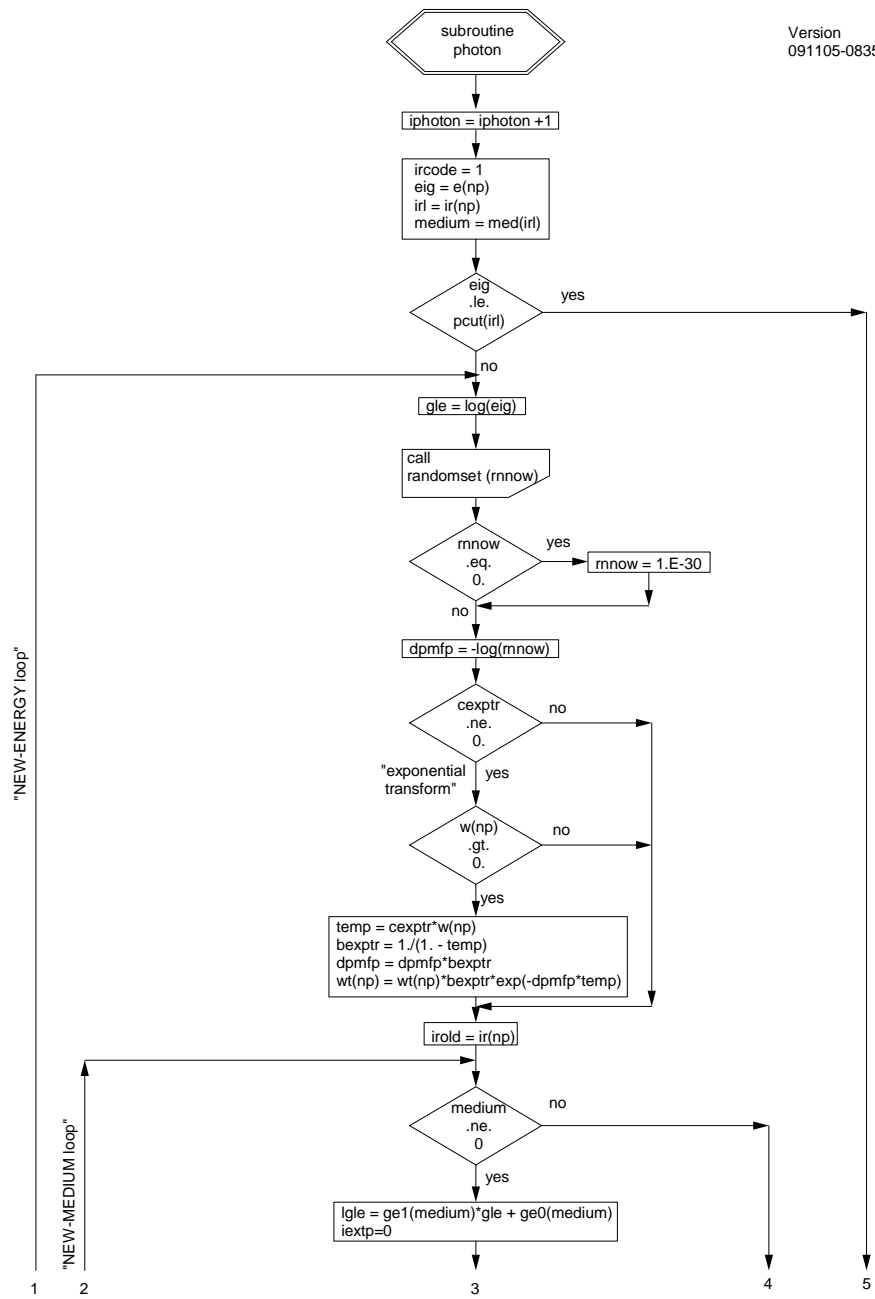 subroutine
photon
Version
091105-0835
iphoton = iphoton +1
ircode = 1
eig = e(np)
irl = ir(np)
medium = med(irl)
eig
.le.
pcut(irl)
yes
no
gle = log(eig)
call
randomset (rnnow)
rnnow
.eq.
0.
yes
rnnow = 1.E-30
no
dpmfp = -log(rnnow)
cexptr
.ne.
0.
no
"exponential
transform"
yes
w(np)
.gt.
0.
no
yes
temp = cexptr*w(np)
bexptr = 1./(1. - temp)
dpmfp = dpmfp*bexptr
wt(np) = wt(np)*bexptr*exp(-dpmfp*temp)
irold = ir(np)
medium
.ne.
0
no
yes
lgle = ge1(medium)*gle + ge0(medium)
iextp=0
"NEW-ENERGY loop"
"NEW-MEDIUM loop"
1
2
3
4
5